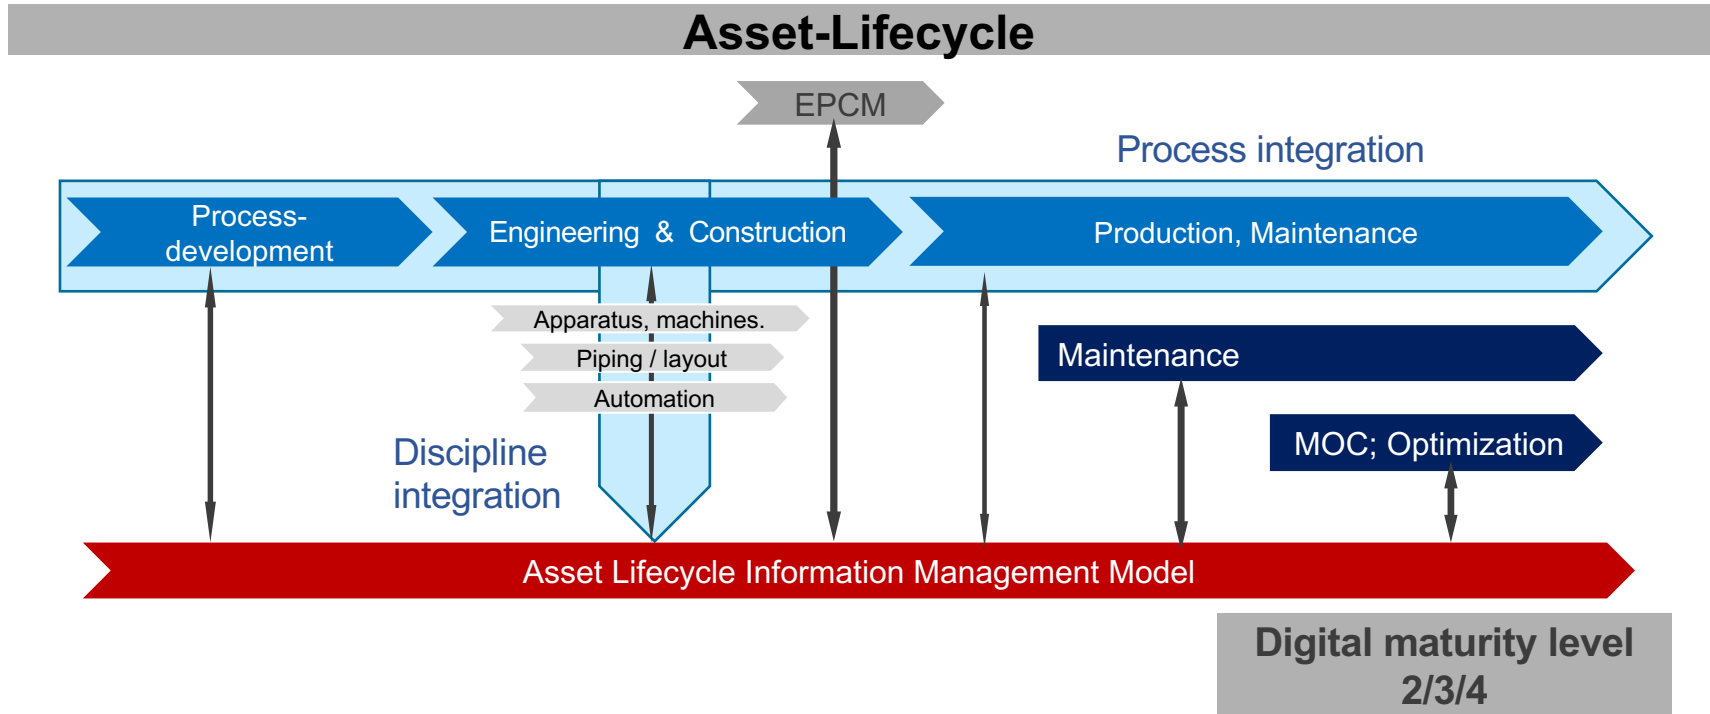 Asset-Lifecycle
EPCM
Process integration
Process-
development
Engineering & Construction
Production, Maintenance
Apparatus, machines.
Piping / layout
Automation
Maintenance
MOC; Optimization
Discipline
integration
Asset Lifecycle Information Management Model
Digital maturity level
2/3/4